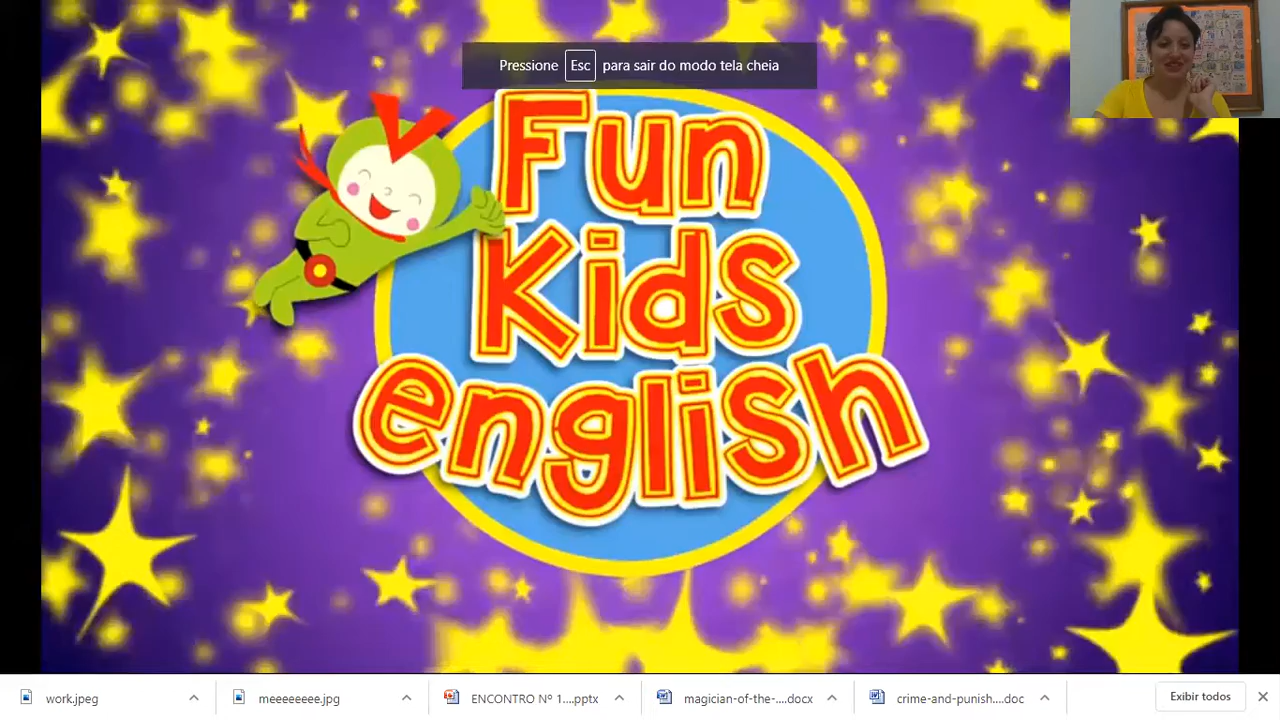 Pressione Esc para sair do modo tela cheia
Fun
Kids
english
work.jpeg
meeeeeeee.jpg
ENCONTRO Nº 1....pptx
magician-of-the-....docx
crime-and-punish....doc
Exibir todos